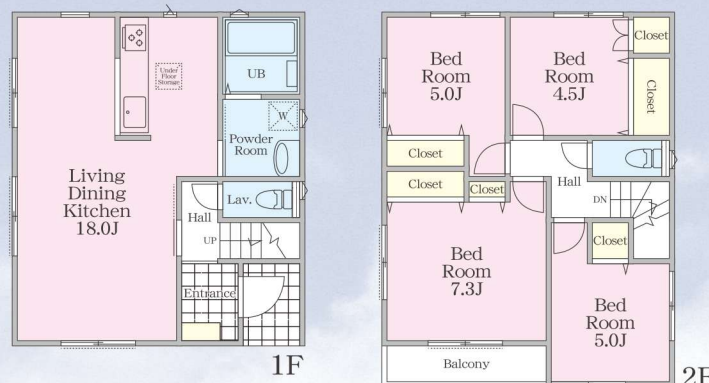 UB
Under
Floor
Storage
W
Powder
Room
Living
Dining
Kitchen
18.0J
Lav.
Hall
UP
Entrance
1F
Bed
Room
5.0J
Bed
Room
4.5J
Closet
Closet
Closet
Closet
Closet
Hall
DN
Closet
Bed
Room
7.3J
Bed
Room
5.0J
Balcony
2F